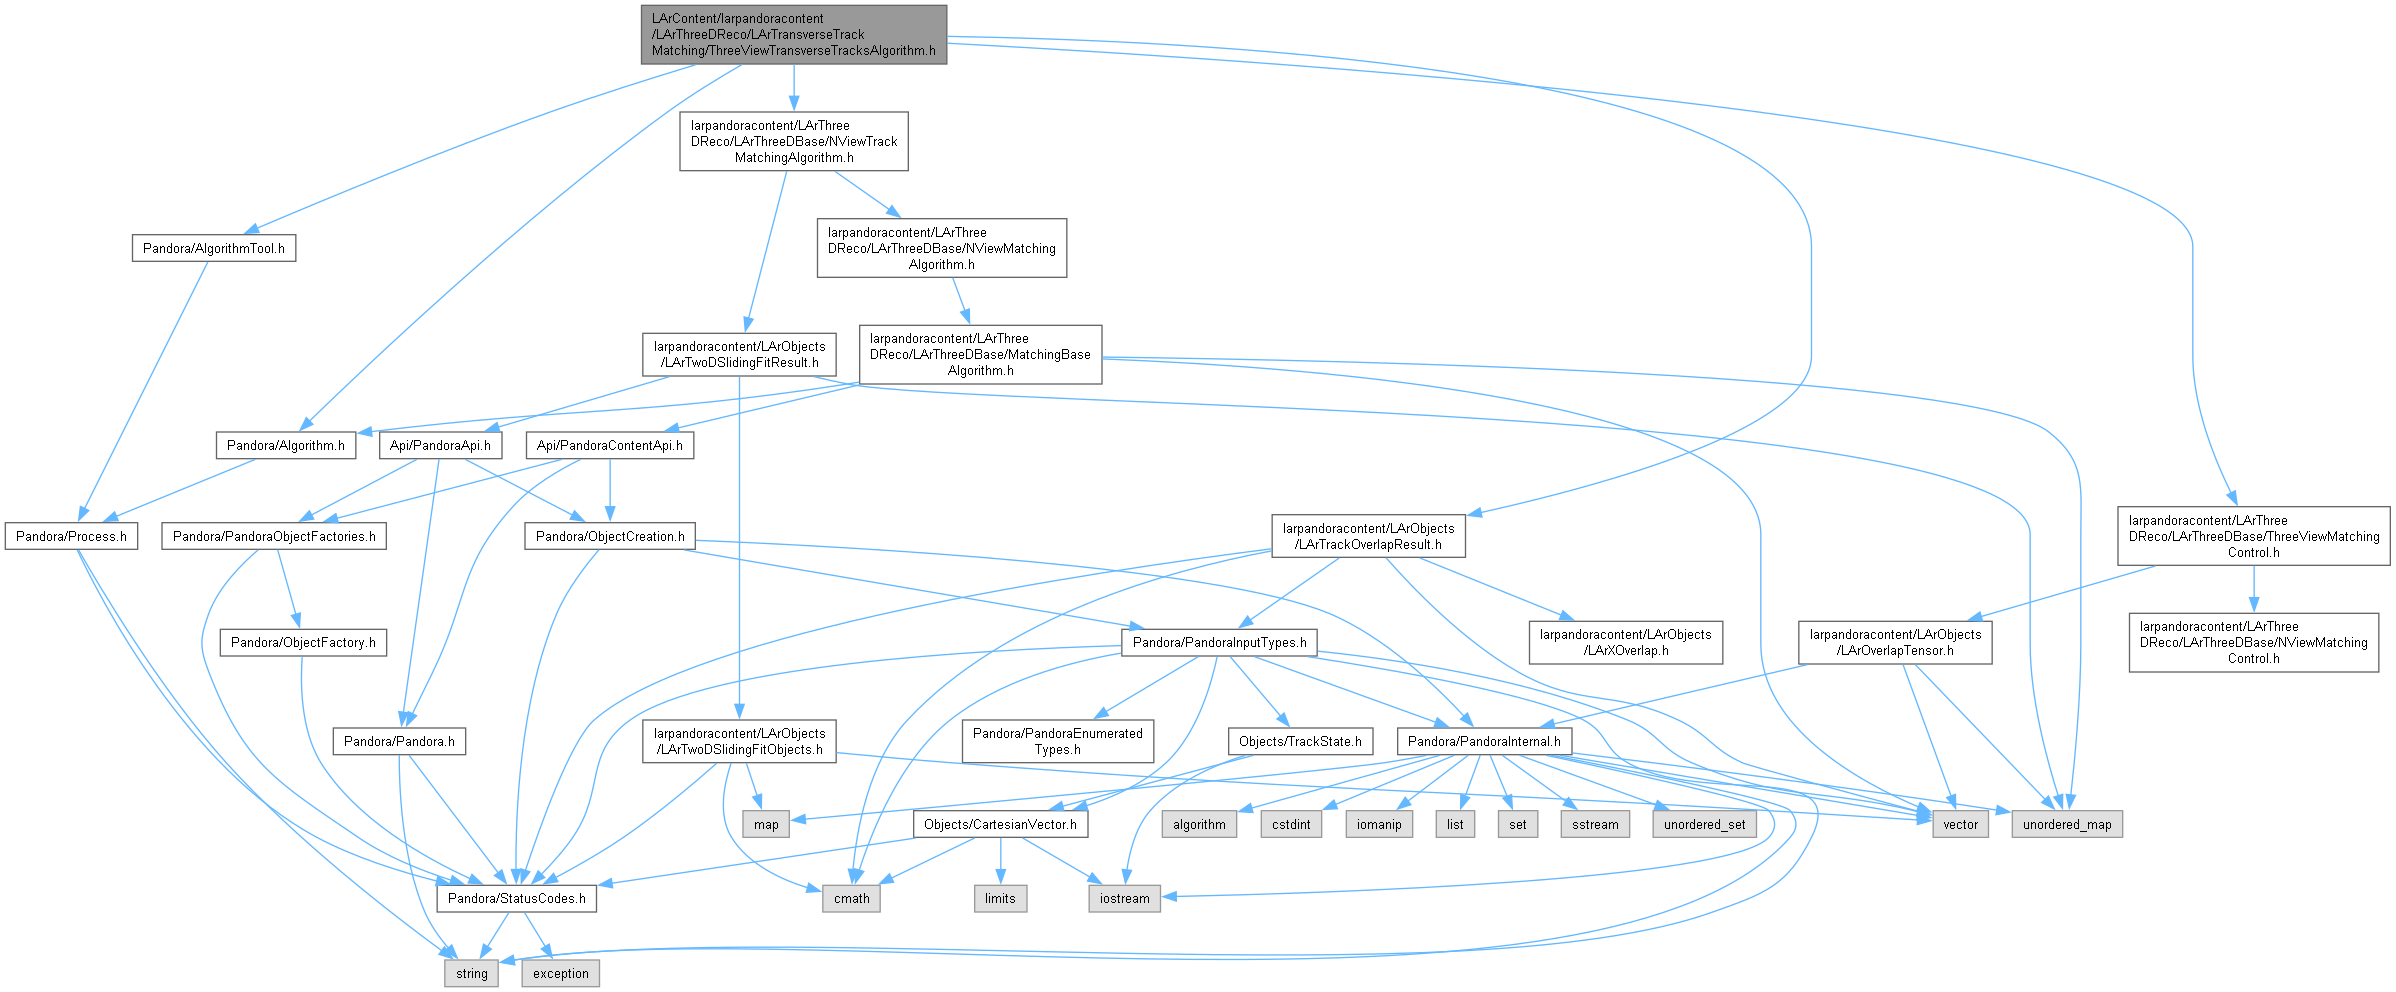 LArContent/larpandoracontent
/LArThreeDReco/LArTransverseTrack
Matching/ThreeViewTransverseTracksAlgorithm.h
larpandoracontent/LArThree
DReco/LArThreeDBase/NViewTrack
MatchingAlgorithm.h
Pandora/AlgorithmTool.h
larpandoracontent/LArThree
DReco/LArThreeDBase/NViewMatching
Algorithm.h
larpandoracontent/LArObjects
/LArTwoDSlidingFitResult.h
larpandoracontent/LArThree
DReco/LArThreeDBase/MatchingBase
Algorithm.h
Pandora/Algorithm.h
Api/PandoraApi.h
Api/PandoraContentApi.h
Pandora/Process.h
Pandora/PandoraObjectFactories.h
Pandora/ObjectCreation.h
larpandoracontent/LArObjects
/LArTrackOverlapResult.h
larpandoracontent/LArThree
DReco/LArThreeDBase/ThreeViewMatching
Control.h
Pandora/ObjectFactory.h
Pandora/PandoraInputTypes.h
larpandoracontent/LArObjects
/LArXOverlap.h
larpandoracontent/LArObjects
/LArOverlapTensor.h
larpandoracontent/LArThree
DReco/LArThreeDBase/NViewMatching
Control.h
Pandora/Pandora.h
larpandoracontent/LArObjects
/LArTwoDSlidingFitObjects.h
Pandora/PandoraEnumerated
Types.h
Objects/TrackState.h
Pandora/PandoraInternal.h
map
Objects/CartesianVector.h
algorithm
cstdint
iomanip
list
set
sstream
unordered_set
vector
unordered_map
Pandora/StatusCodes.h
cmath
limits
iostream
string
exception